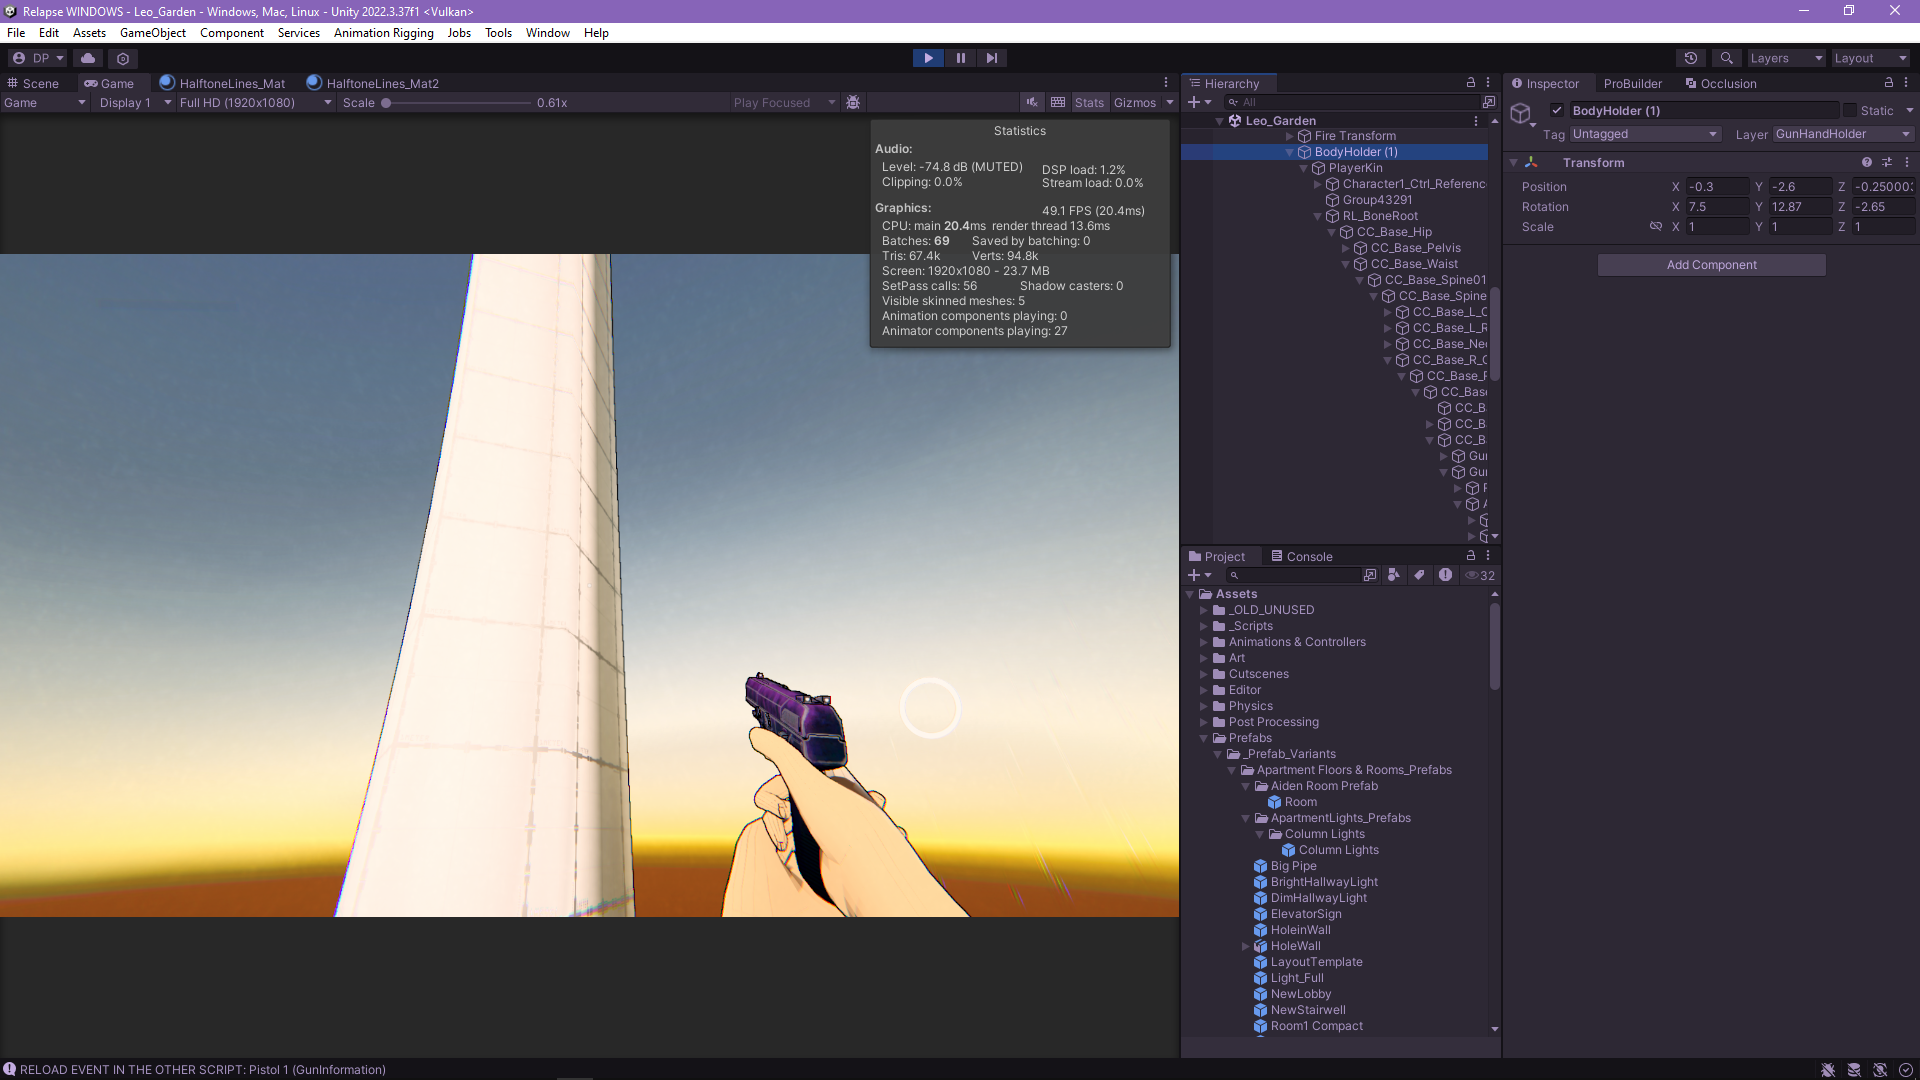 Relapse WINDOWS - Leo_Garden - Windows, Mac, Linux - Unity 2022.3.37f1 <Vulkan>
File Edit Assets GameObject Component Services Animation Rigging Jobs Tools Window Help
DP Layers Layout
Scene Game HalftoneLines_Mat HalftoneLines_Mat2
Game Display 1 Full HD (1920x1080) Scale 0.61x Play Focused Stats Gizmos
Statistics
Audio:
Level: -74.8 dB (MUTED) DSP load: 1.2%
Clipping: 0.0% Stream load: 0.0%
Graphics: 49.1 FPS (20.4ms)
CPU: main 20.4ms render thread 13.6ms
Batches: 69 Saved by batching: 0
Tris: 67.4k Verts: 94.8k
Screen: 1920x1080 - 23.7 MB
SetPass calls: 56 Shadow casters: 0
Visible skinned meshes: 5
Animation components playing: 0
Animator components playing: 27
Hierarchy
All
Leo_Garden
Fire Transform
BodyHolder (1)
PlayerKin
Character1_Ctrl_Referenc
Group43291
RL_BoneRoot
CC_Base_Hip
CC_Base_Pelvis
CC_Base_Waist
CC_Base_Spine01
CC_Base_Spine
CC_Base_L_C
CC_Base_L_R
CC_Base_Ne
CC_Base_R_C
CC_Base_
CC_Bas
CC_B
CC_B
CC_B
Gu
Gu
Inspector ProBuilder Occlusion
BodyHolder (1) Static
Tag Untagged Layer GunHandHolder
Transform
Position X -0.3 Y -2.6 Z -0.25000
Rotation X 7.5 Y 12.87 Z -2.65
Scale X 1 Y 1 Z 1
Add Component
Project Console
32
Assets
_OLD_UNUSED
_Scripts
Animations & Controllers
Art
Cutscenes
Editor
Physics
Post Processing
Prefabs
_Prefab_Variants
Apartment Floors & Rooms_Prefabs
Aiden Room Prefab
Room
ApartmentLights_Prefabs
Column Lights
Column Lights
Big Pipe
BrightHallwayLight
DimHallwayLight
ElevatorSign
HoleinWall
HoleWall
LayoutTemplate
Light_Full
NewLobby
NewStairwell
Room1 Compact
RELOAD EVENT IN THE OTHER SCRIPT: Pistol 1 (GunInformation)